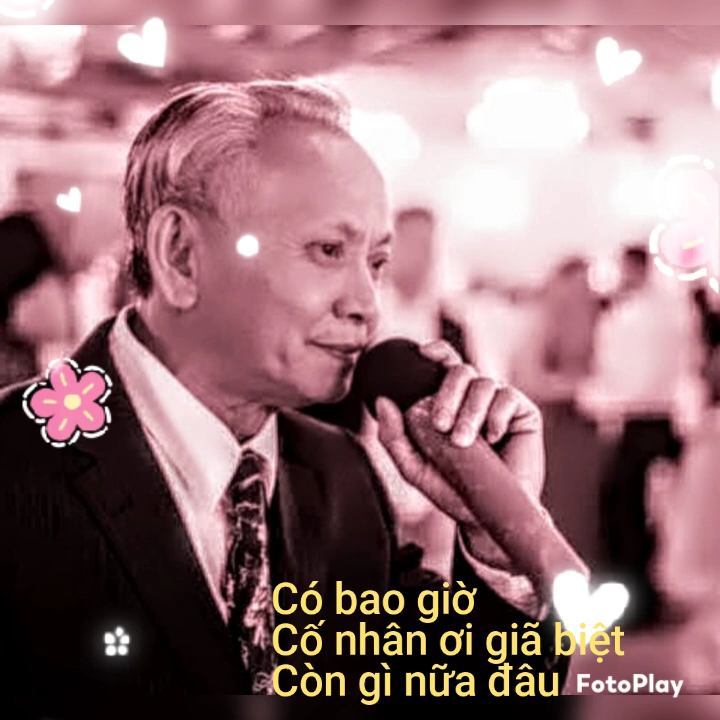 Có bao giờ
Cố nhân ơi giã biệt
Còn gì nữa đâu
FotoPlay